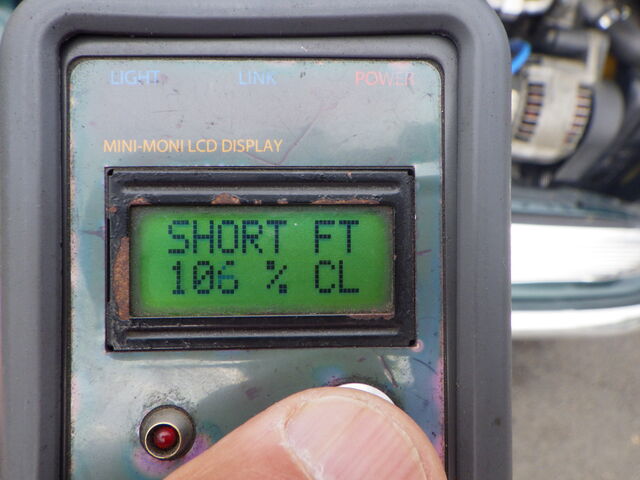 LIGHT LINK POWER
MINI-MONI LCD DISPLAY
SHORT FT
106 % CL